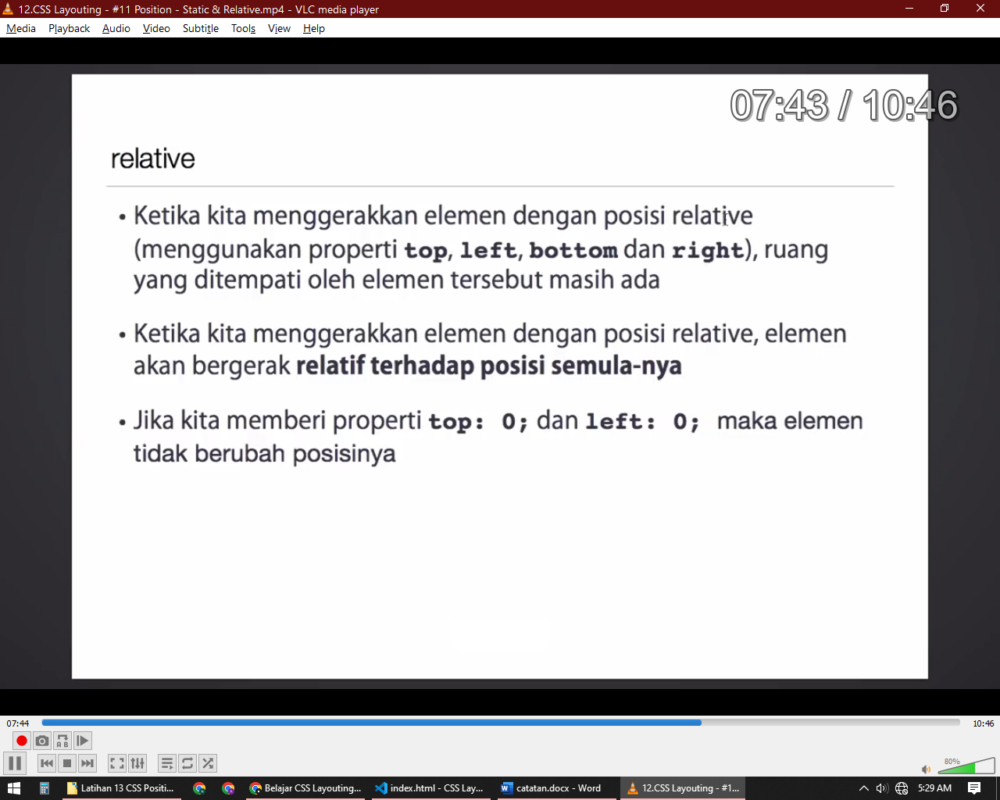 12.CSS Layouting - #11 Position - Static & Relative.mp4 - VLC media player
Media Playback Audio Video Subtitle Tools View Help
07:43 / 10:46
relative
• Ketika kita menggerakkan elemen dengan posisi relative
(menggunakan properti top, left, bottom dan right), ruang
yang ditempati oleh elemen tersebut masih ada
• Ketika kita menggerakkan elemen dengan posisi relative, elemen
akan bergerak relatif terhadap posisi semula-nya
• Jika kita memberi properti top: 0; dan left: 0; maka elemen
tidak berubah posisinya
07:44 10:46
A B
80%
Latihan 13 CSS Positi... Belajar CSS Layouting... index.html - CSS Lay... catatan.docx - Word 12.CSS Layouting - #1... 5:29 AM